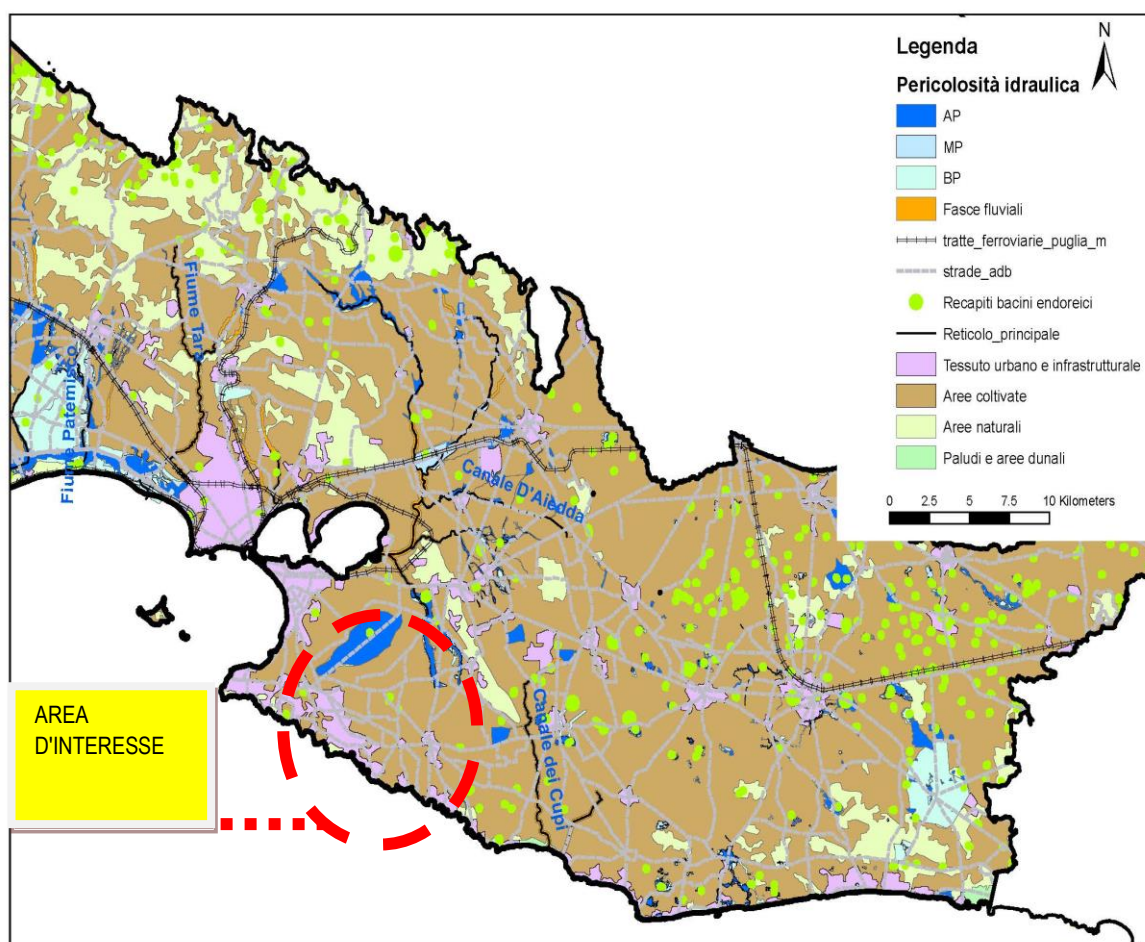 N
Legenda
Pericolosità idraulica
AP
MP
BP
Fasce fluviali
tratte_ferroviarie_puglia_m
strade_adb
Recapiti bacini endoreici
Reticolo_principale
Tessuto urbano e infrastrutturale
Aree coltivate
Aree naturali
Paludi e aree dunali
0 2.5 5 7.5 10 Kilometers
Fiume Tara
Fiume Patemisco
Canale D'Aiedda
Canale dei Cupi
AREA
D'INTERESSE